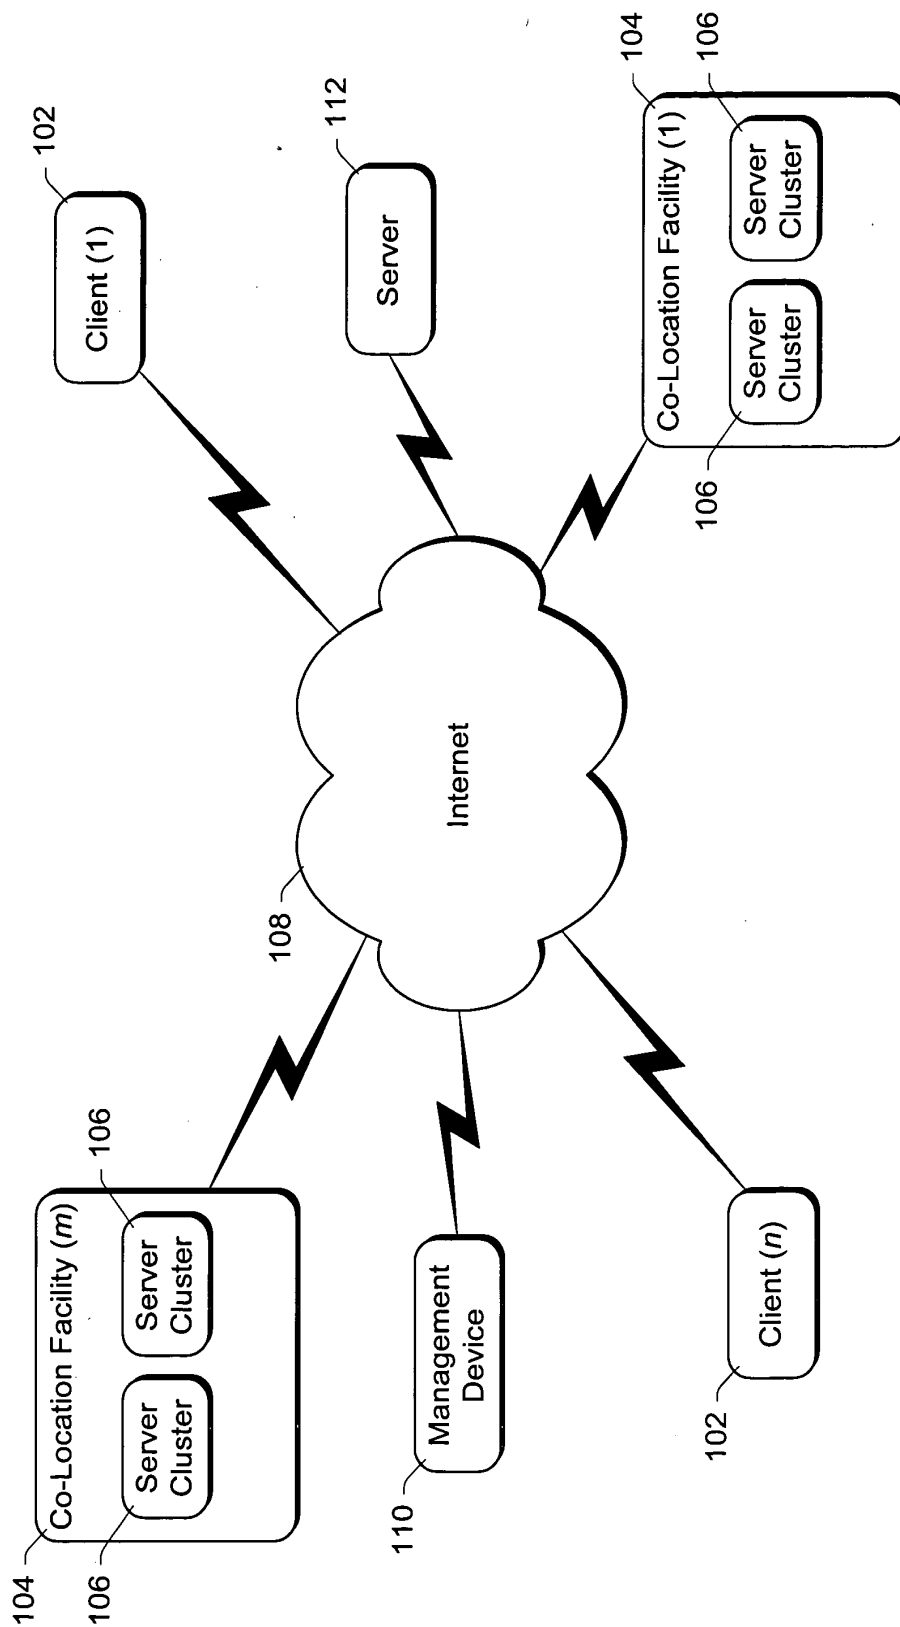 104
Co-Location Facility (m)
106
Server
Cluster
106
Server
Cluster
110
Management
Device
102
Client (n)
108
Internet
102
Client (1)
112
Server
104
Co-Location Facility (1)
106
Server
Cluster
106
Server
Cluster